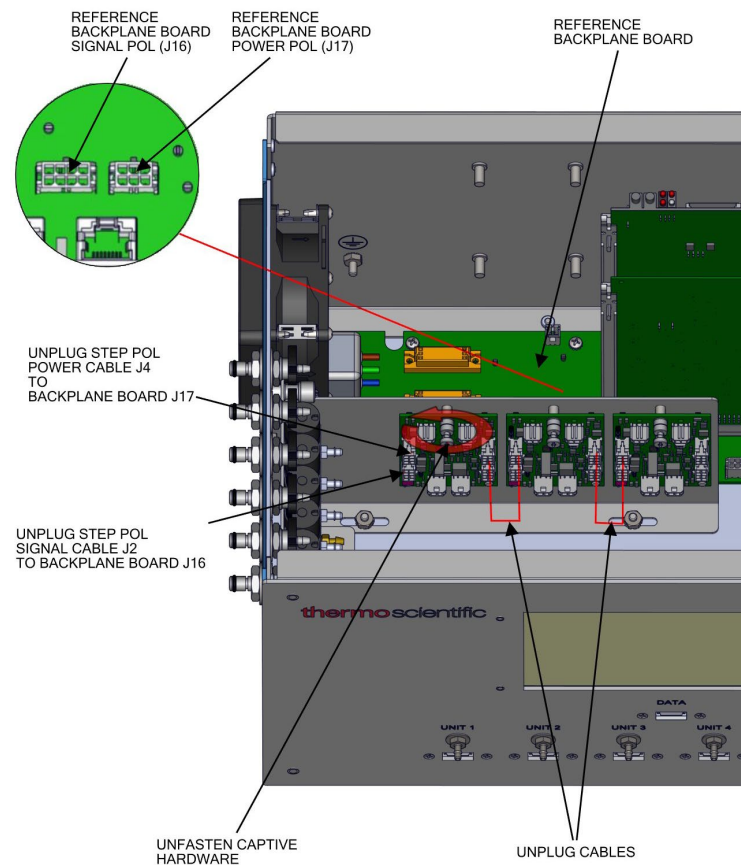 REFERENCE
BACKPLANE BOARD
SIGNAL POL (J16)
REFERENCE
BACKPLANE BOARD
POWER POL (J17)
REFERENCE
BACKPLANE BOARD
UNPLUG STEP POL
POWER CABLE J4
TO
BACKPLANE BOARD J17
UNPLUG STEP POL
SIGNAL CABLE J2
TO BACKPLANE BOARD J16
thermoscientific
DATA
UNIT 1
UNIT 2
UNIT 3
UNIT 4
UNFASTEN CAPTIVE
HARDWARE
UNPLUG CABLES